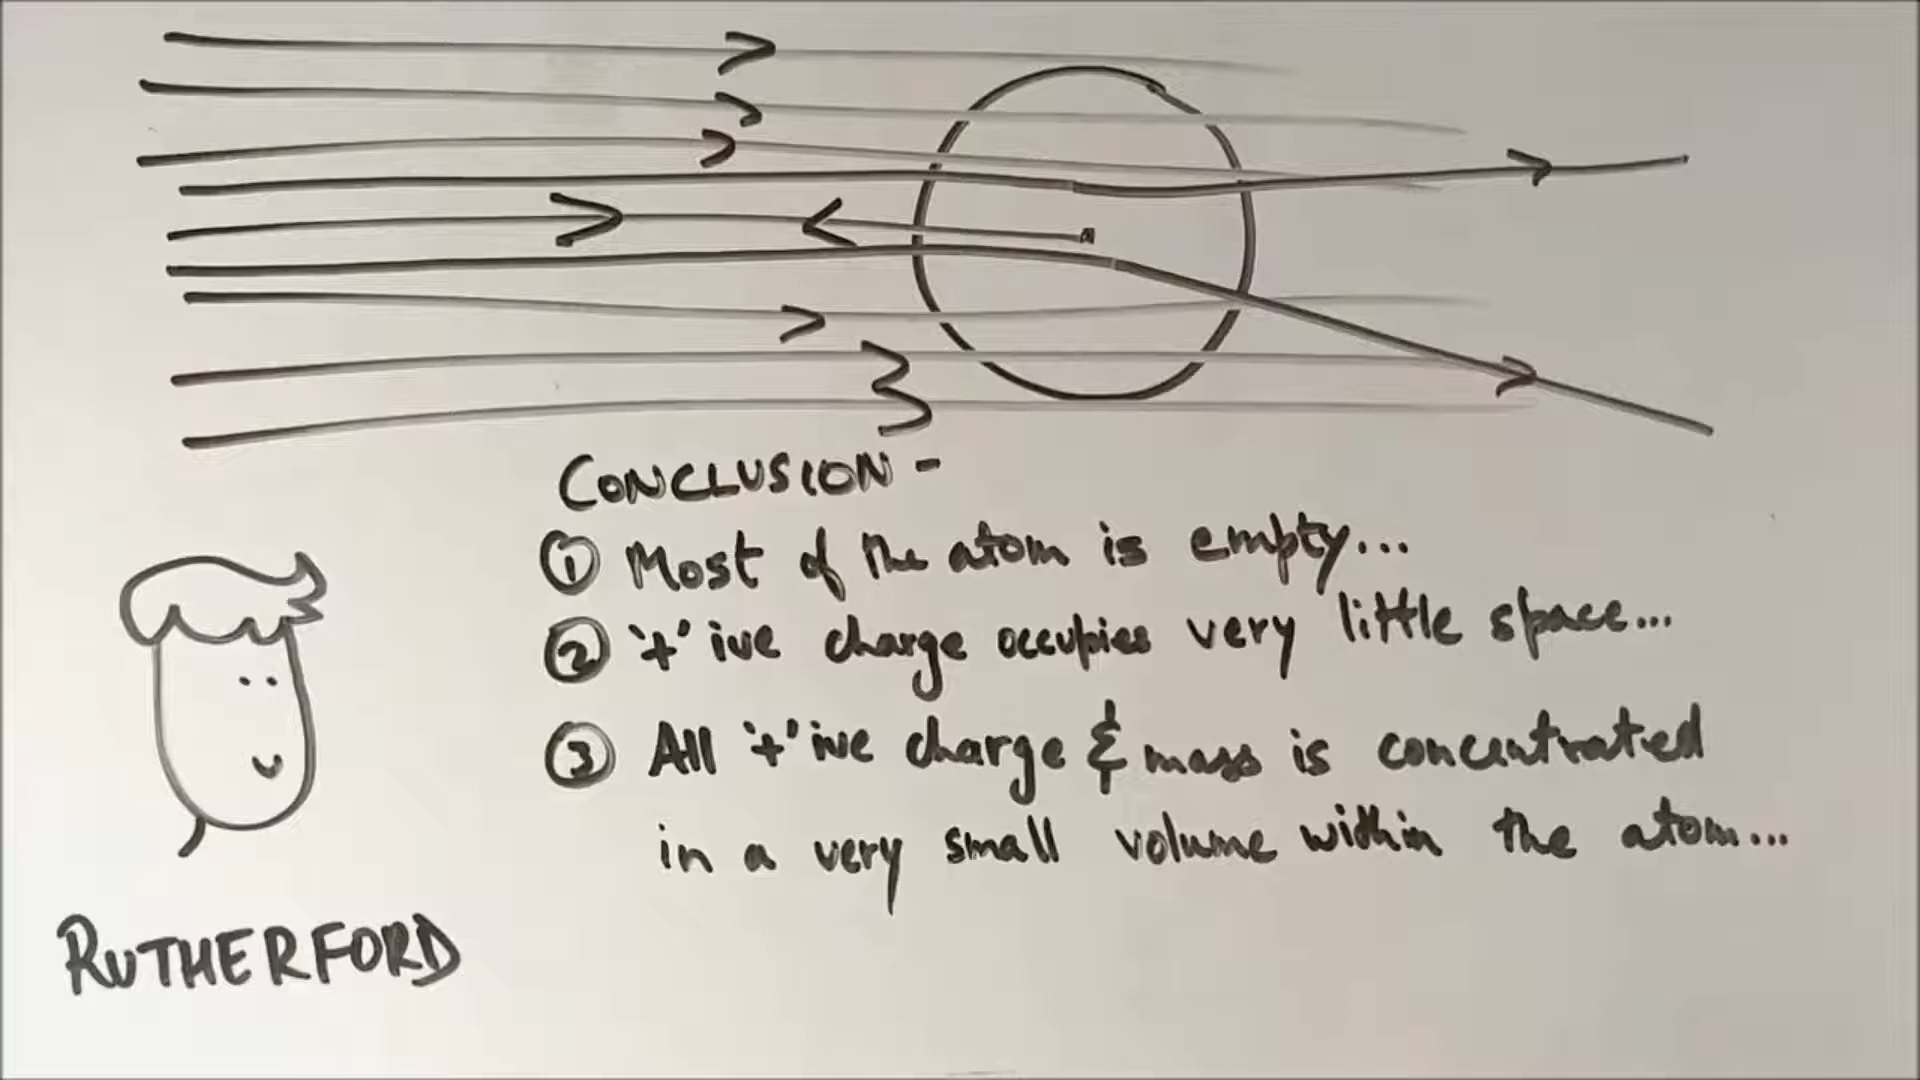 CONCLUSION -
① Most of the atom is empty...
② '+' ive charge occupies very little space...
③ All '+' ive charge & mass is concentrated
in a very small volume within the atom...
RUTHERFORD